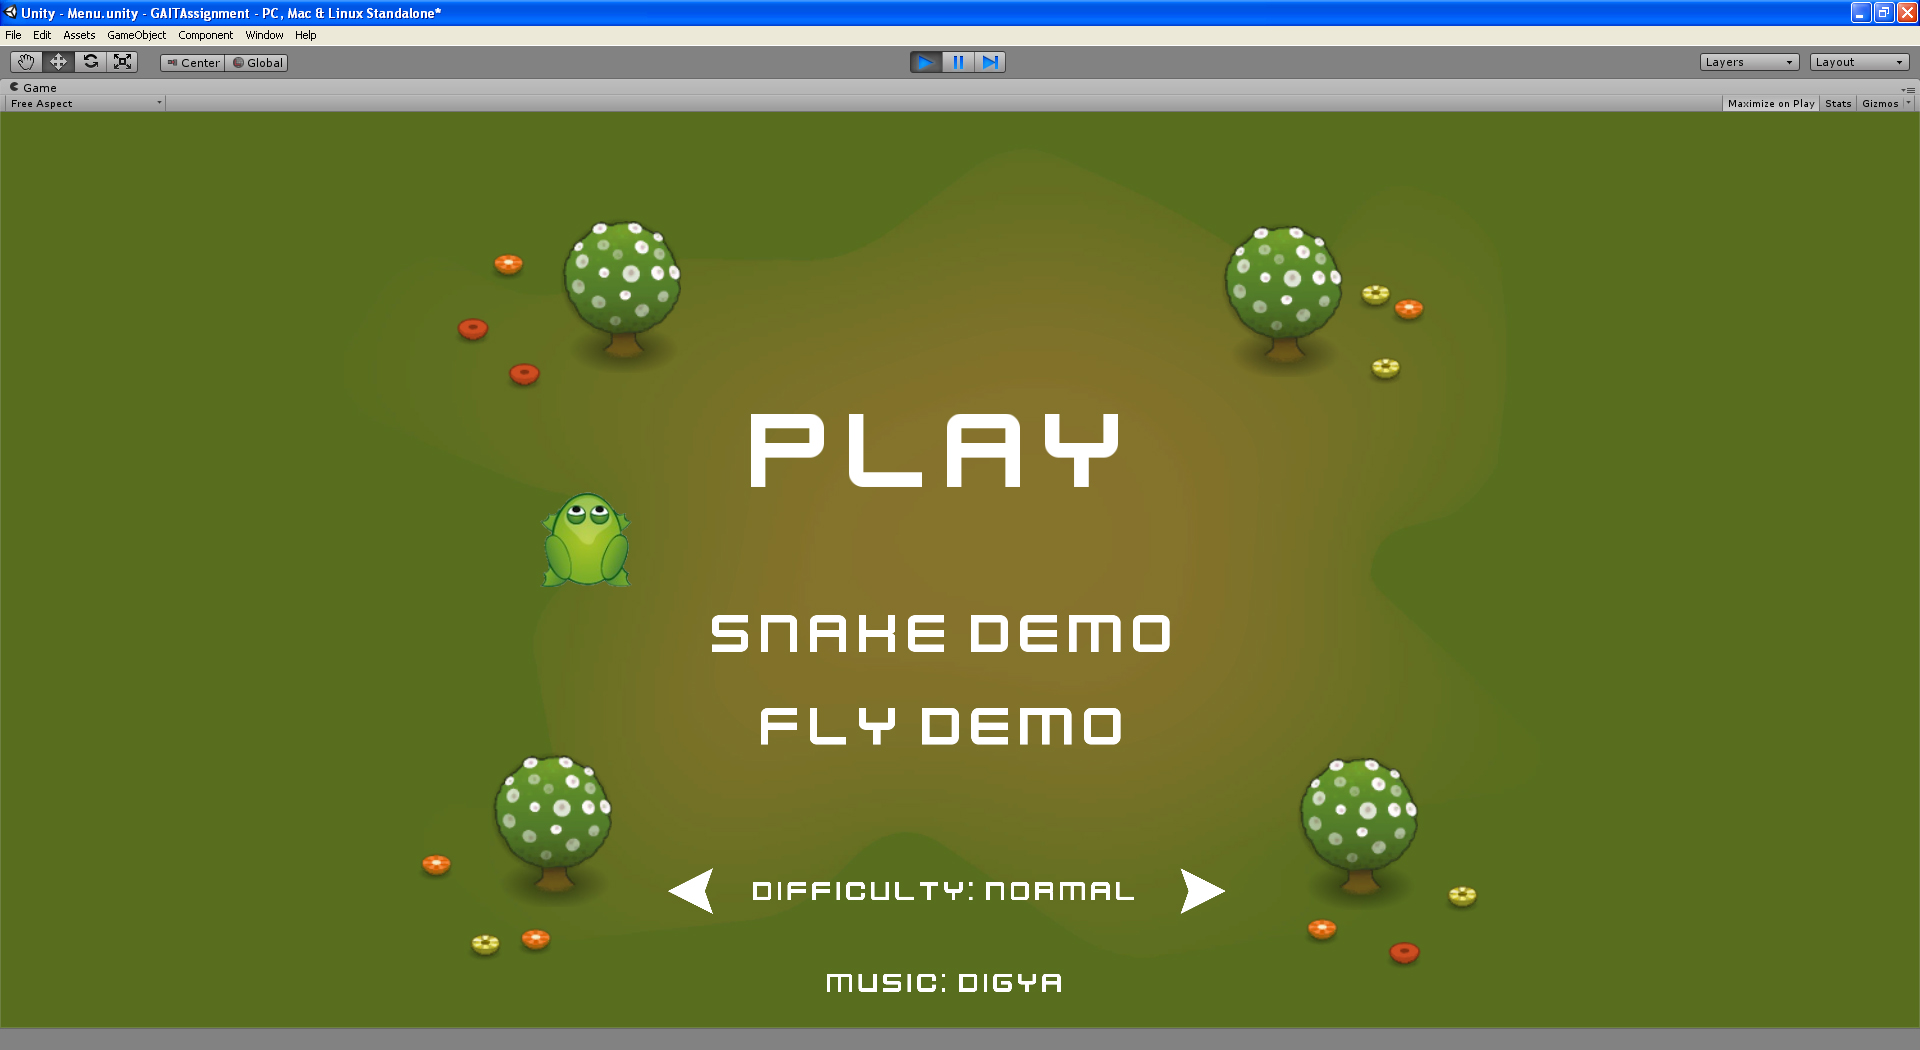 Unity - Menu.unity - GAITAssignment - PC, Mac & Linux Standalone*
File Edit Assets GameObject Component Window Help
Center Global Layers Layout
Game
Free Aspect Maximize on Play Stats Gizmos
PLAY
SNAKE DEMO
FLY DEMO
DIFFICULTY: NORMAL
MUSIC: DIGYA